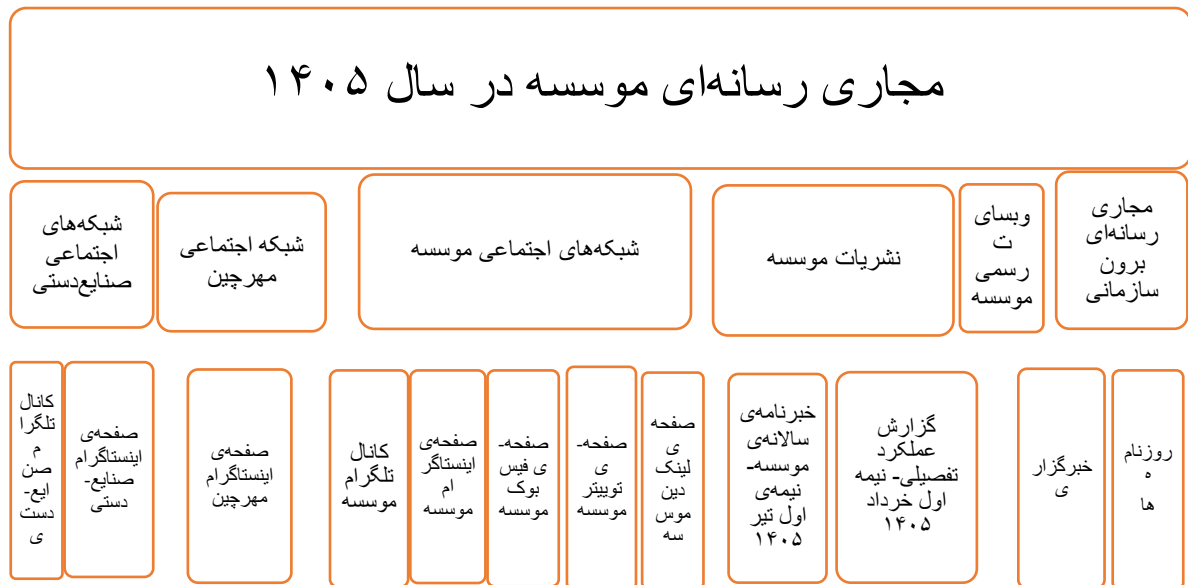 مجاری رسانه‌ای موسسه در سال ۱۴۰۵
مجاری
رسانه‌ای
برون
سازمانی
وبسای
ت
رسمی
موسسه
نشریات موسسه
شبکه‌های اجتماعی موسسه
شبکه اجتماعی
مهرچین
شبکه‌های
اجتماعی
صنایع‌دستی
روزنام
ه
ها
خبرگزار
ی
گزارش
عملکرد
تفصیلی- نیمه
اول خرداد
۱۴۰۵
خبرنامه‌ی
سالانه‌ی
موسسه-
نیمه‌ی
اول تیر
۱۴۰۵
صفحه
ی
لینک
دین
موس
سه
صفحه-
ی
توییتر
موسسه
صفحه-
ی فیس
بوک
موسسه
صفحه‌ی
اینستاگر
ام
موسسه
کانال
تلگرام
موسسه
صفحه‌ی
اینستاگرام
مهرچین
صفحه‌ی
اینستاگرام
صنایع-
دستی
کانال
تلگرا
م
صن
ایع-
دست
ی